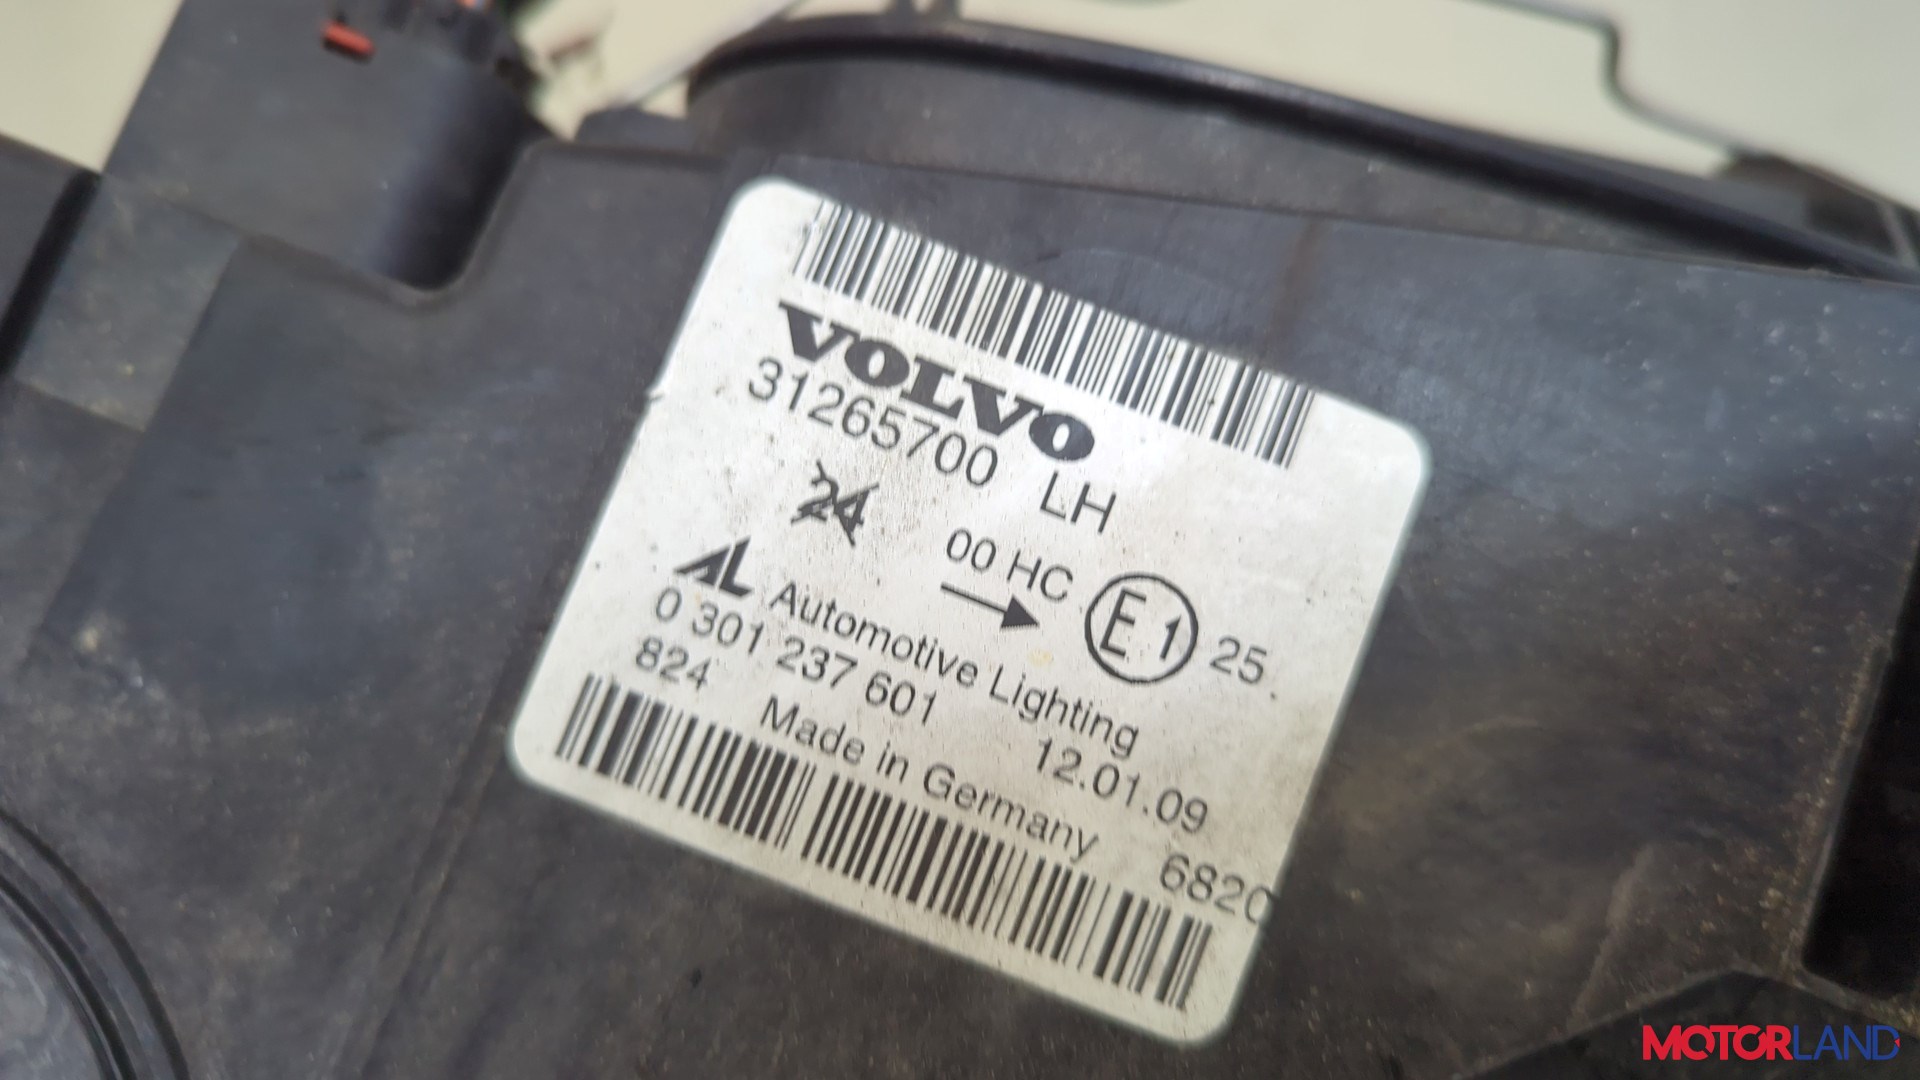 VOLVO
31265700 LH
24
00 HC
E1 25.
AL Automotive Lighting
0 301 237 601 12.01.09
824 Made in Germany 6820
MOTORLAND